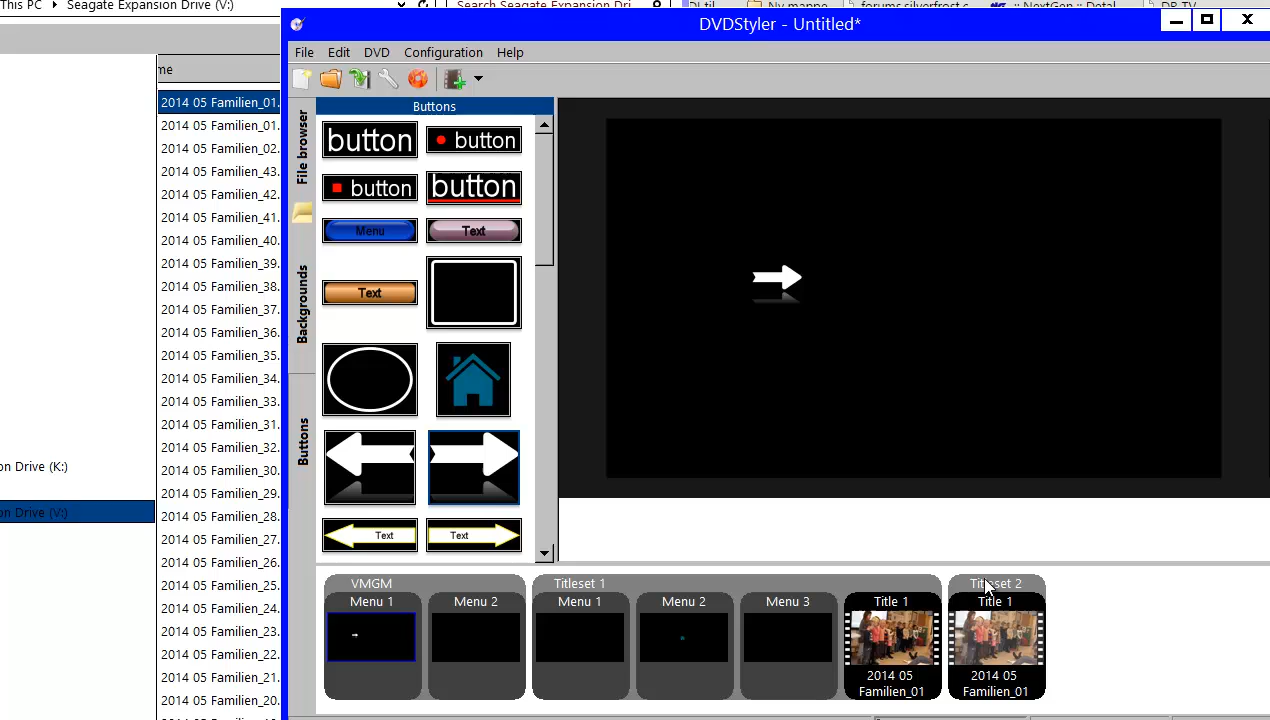 This PC
Seagate Expansion Drive (V:)
Search Seagate Expansion Dri
DVDStyler - Untitled*
File Edit DVD Configuration Help
me
2014 05 Familien_01.
2014 05 Familien_01.
2014 05 Familien_02.
2014 05 Familien_43.
2014 05 Familien_42.
2014 05 Familien_41.
2014 05 Familien_40.
2014 05 Familien_39.
2014 05 Familien_38.
2014 05 Familien_37.
2014 05 Familien_36.
2014 05 Familien_35.
2014 05 Familien_34.
2014 05 Familien_33.
2014 05 Familien_31.
2014 05 Familien_32.
2014 05 Familien_30.
2014 05 Familien_29.
2014 05 Familien_28.
2014 05 Familien_27.
2014 05 Familien_26.
2014 05 Familien_25.
2014 05 Familien_24.
2014 05 Familien_23.
2014 05 Familien_22.
2014 05 Familien_21.
2014 05 Familien_20.
on Drive (K:)
on Drive (V:)
File browser
Backgrounds
Buttons
Buttons
button
button
button
button
Menu
Text
Text
Text
Text
VMGM
Menu 1
Menu 2
Titleset 1
Menu 1
Menu 2
Menu 3
Title 1
2014 05
Familien_01
Titleset 2
Title 1
2014 05
Familien_01